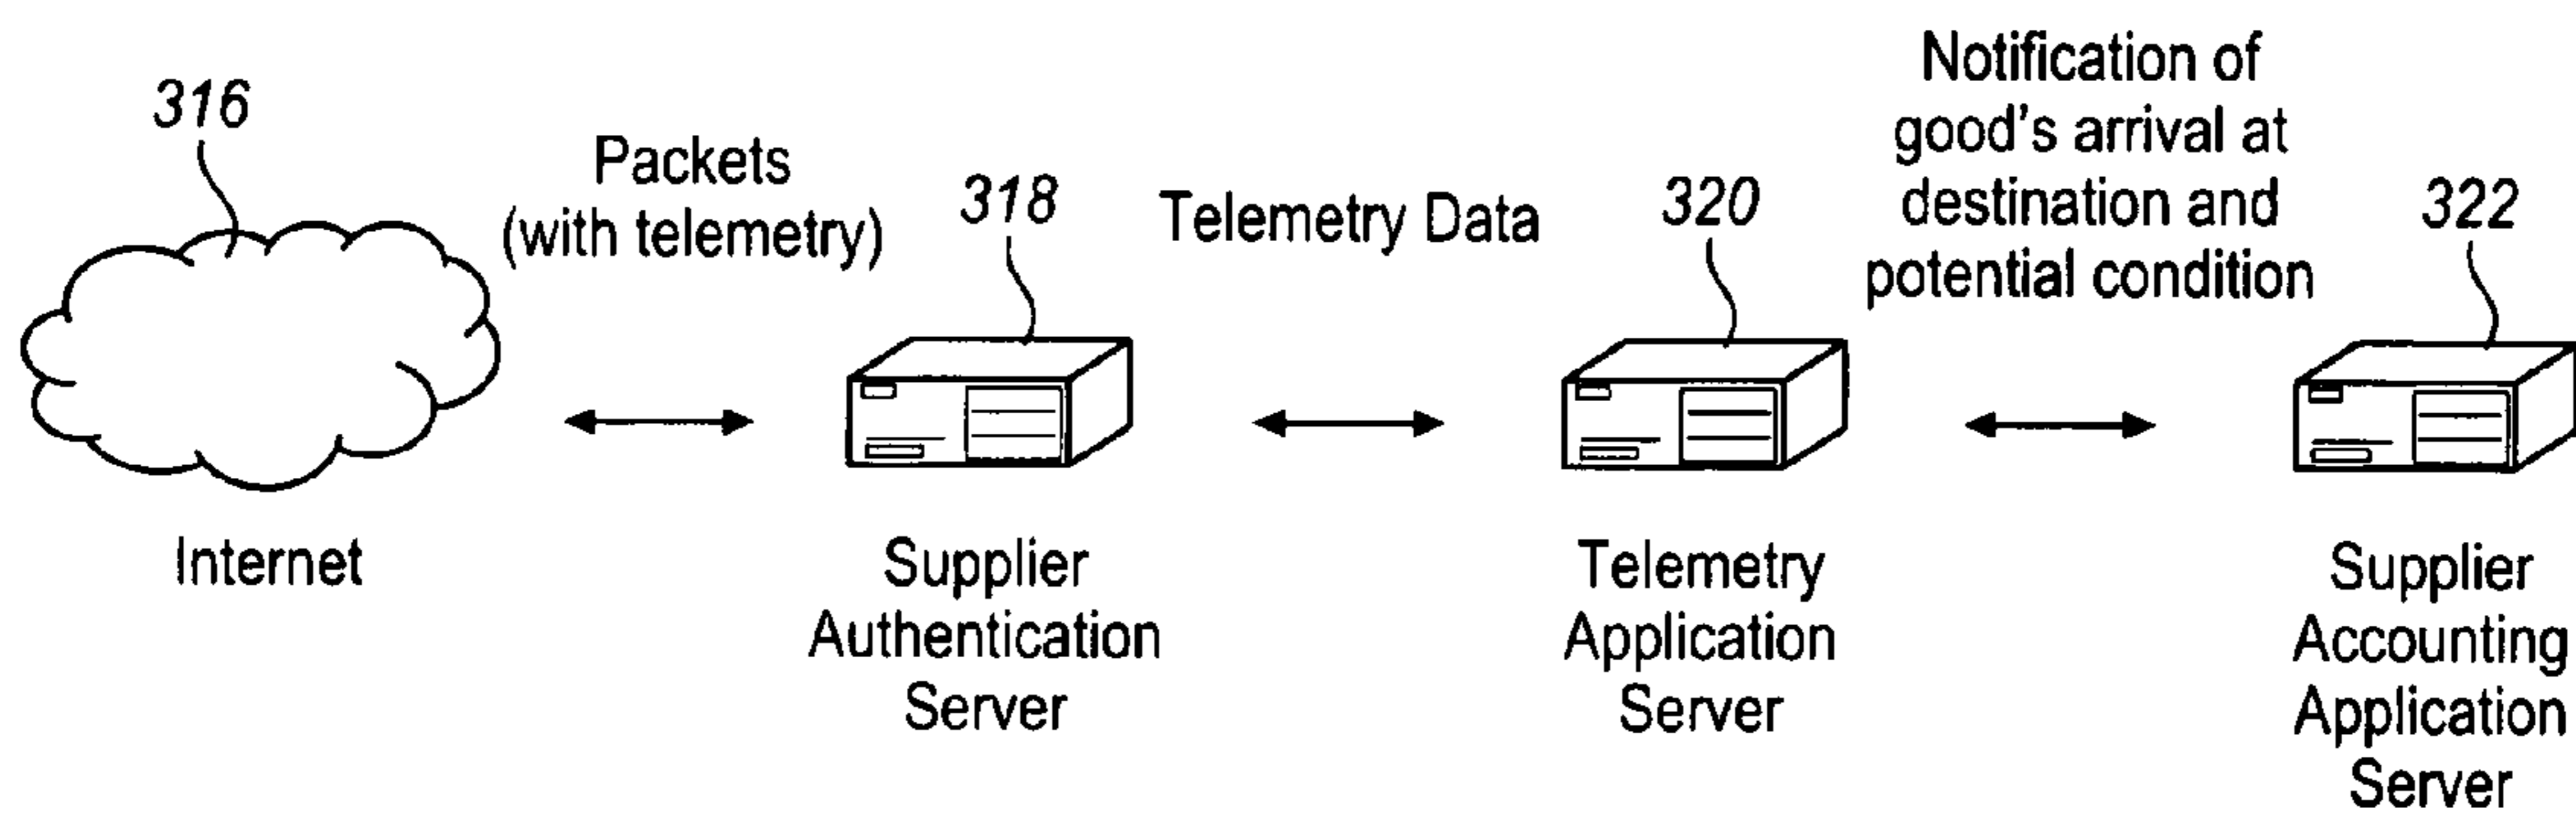 316
Packets
(with telemetry)
318
Telemetry Data
320
Notification of
good's arrival at
destination and
potential condition
322
Internet
Supplier
Authentication
Server
Telemetry
Application
Server
Supplier
Accounting
Application
Server